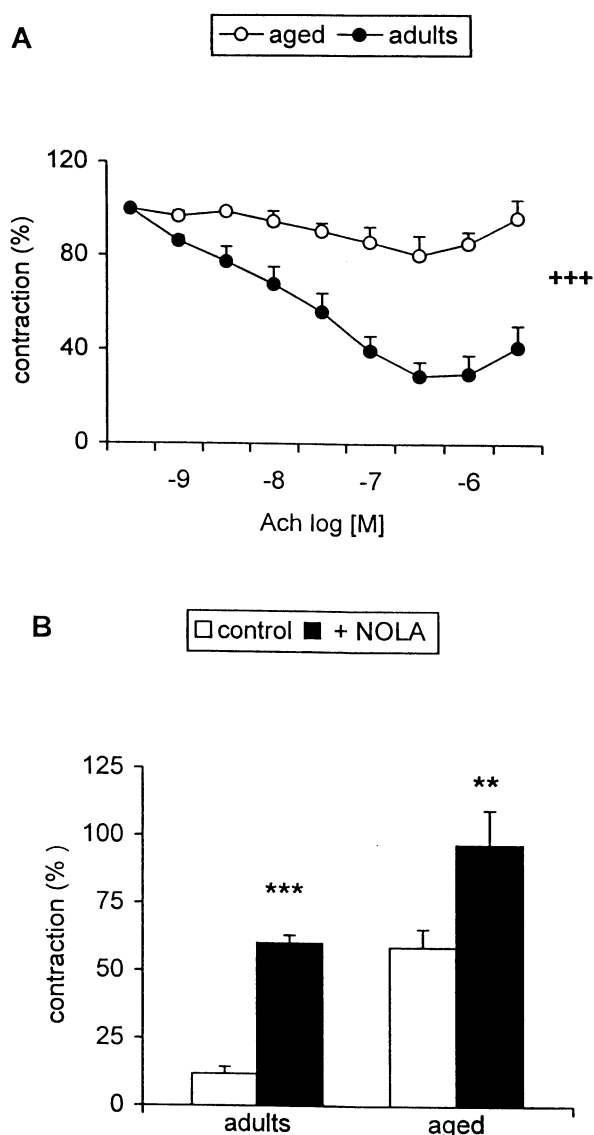 A
aged adults
120
80
40
0
contraction (%)
+++
-9 -8 -7 -6
Ach log [M]
B
control + NOLA
125
100
75
50
25
0
contraction (% )
***
**
adults aged